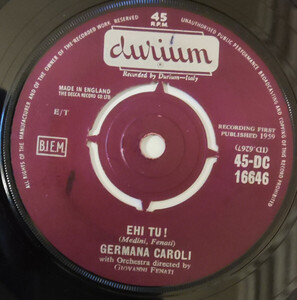 ALL RIGHTS OF THE MANUFACTURER AND OF THE OWNER OF THE RECORDED WORK RESERVED
UNAUTHORISED PUBLIC PERFORMANCE BROADCASTING AND COPYING OF THIS RECORD PROHIBITED
45
R.P.M.
durium
Recorded by Durium—Italy
MADE IN ENGLAND
THE DECCA RECORD CO LTD
E/T
B.I.E.M.
RECORDING FIRST
PUBLISHED 1959
45-DC
16646
EHI TU!
(Medini, Fenati)
GERMANA CAROLI
with Orchestra directed by
GIOVANNI FENATI